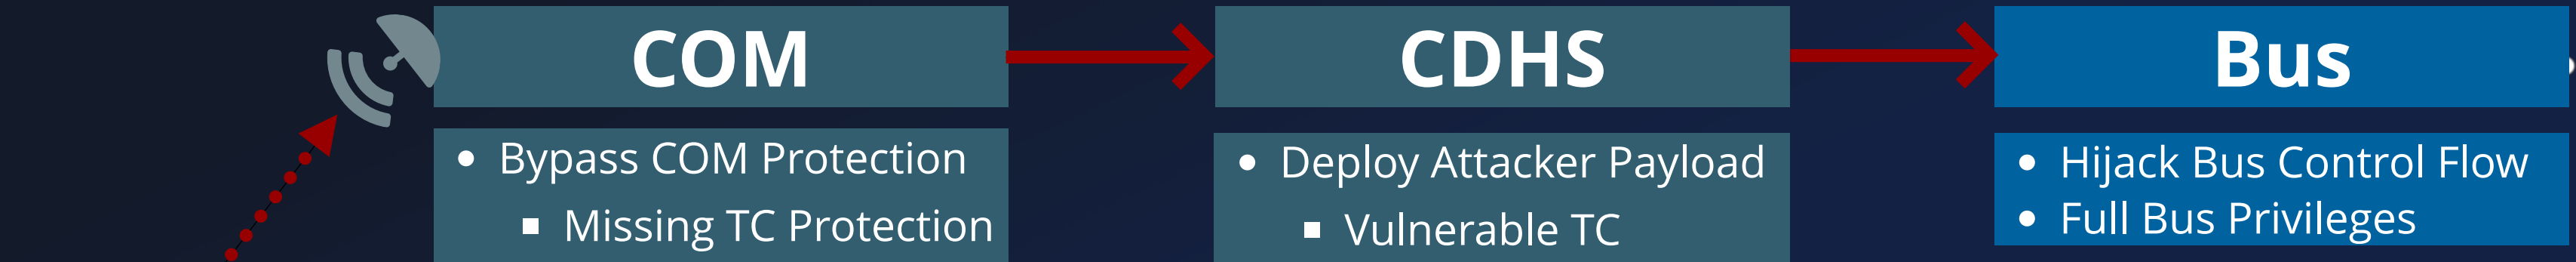 COM
CDHS
Bus
Bypass COM Protection
Missing TC Protection
Deploy Attacker Payload
Vulnerable TC
Hijack Bus Control Flow
Full Bus Privileges